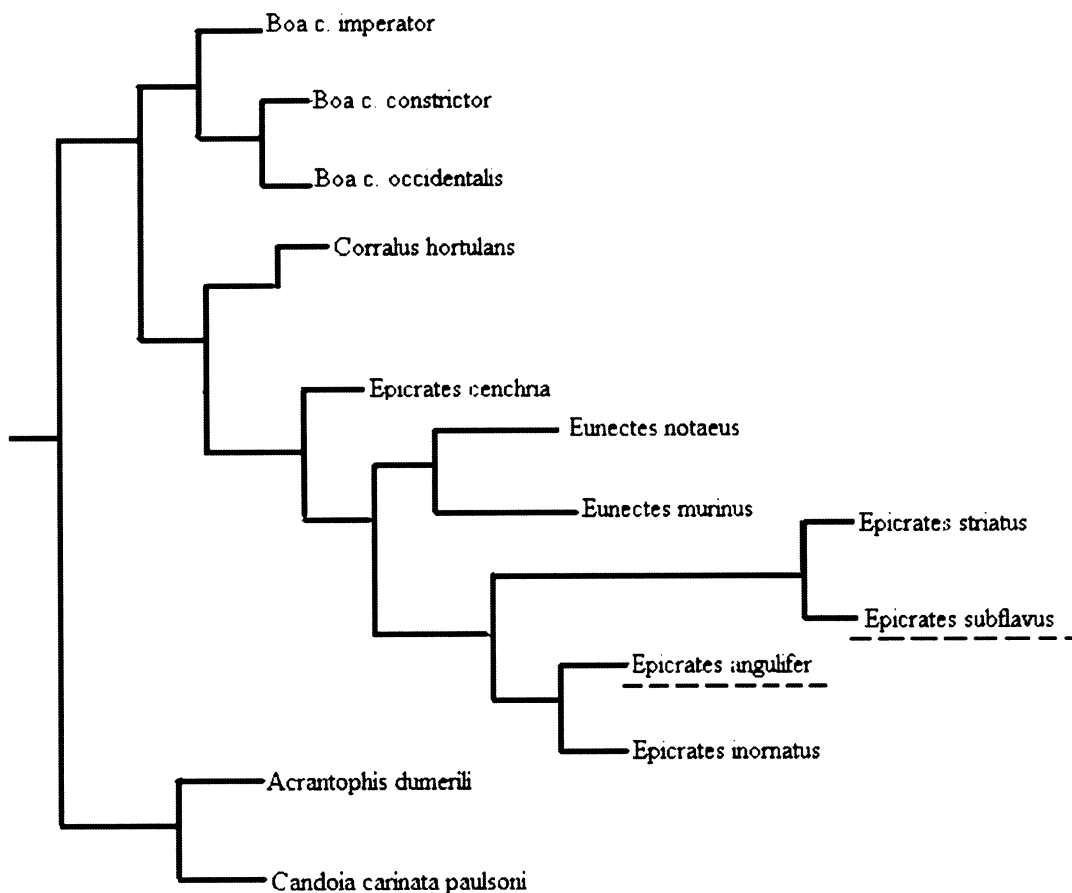 Boa c. imperator
Boa c. constrictor
Boa c. occidentalis
Corralus hortulans
Epicrates cenchria
Eunectes notaeus
Eunectes murinus
Epicrates striatus
Epicrates subflavus
Epicrates angulifer
Epicrates inornatus
Acrantophis dumerili
Candoia carinata paulsoni